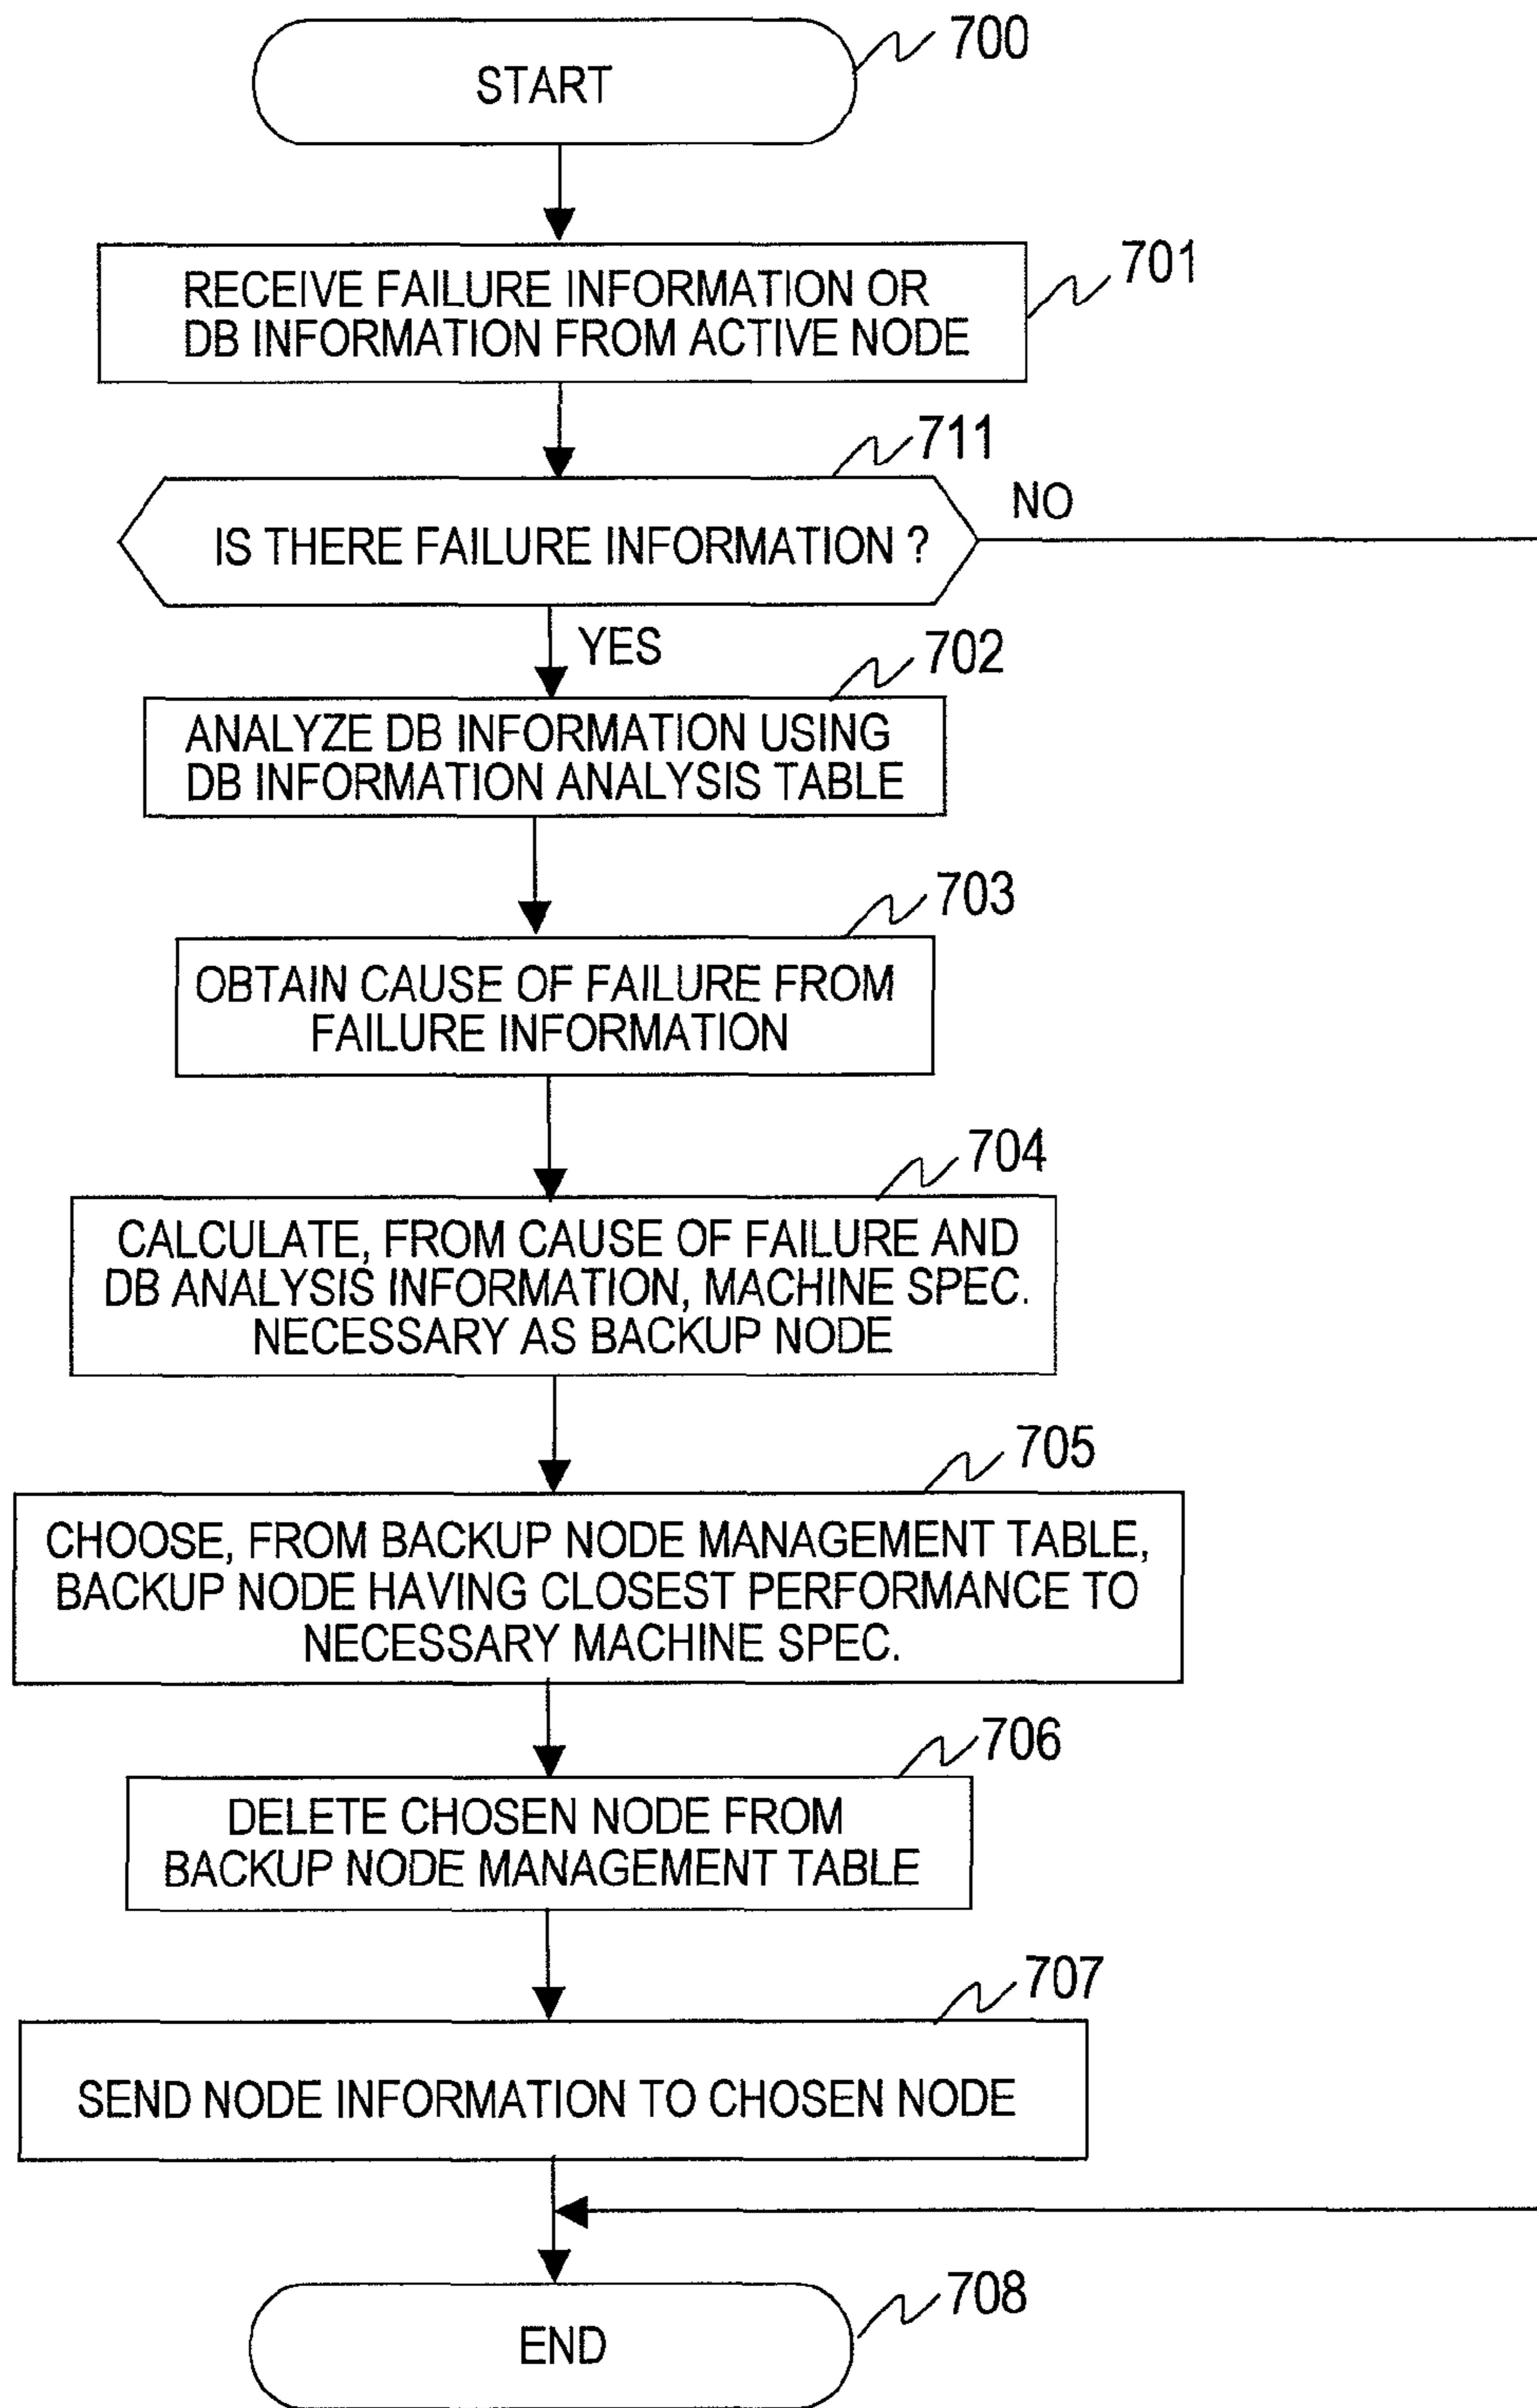 START
700
RECEIVE FAILURE INFORMATION OR
DB INFORMATION FROM ACTIVE NODE
701
711
IS THERE FAILURE INFORMATION ?
NO
YES
702
ANALYZE DB INFORMATION USING
DB INFORMATION ANALYSIS TABLE
703
OBTAIN CAUSE OF FAILURE FROM
FAILURE INFORMATION
704
CALCULATE, FROM CAUSE OF FAILURE AND
DB ANALYSIS INFORMATION, MACHINE SPEC.
NECESSARY AS BACKUP NODE
705
CHOOSE, FROM BACKUP NODE MANAGEMENT TABLE,
BACKUP NODE HAVING CLOSEST PERFORMANCE TO
NECESSARY MACHINE SPEC.
706
DELETE CHOSEN NODE FROM
BACKUP NODE MANAGEMENT TABLE
707
SEND NODE INFORMATION TO CHOSEN NODE
708
END